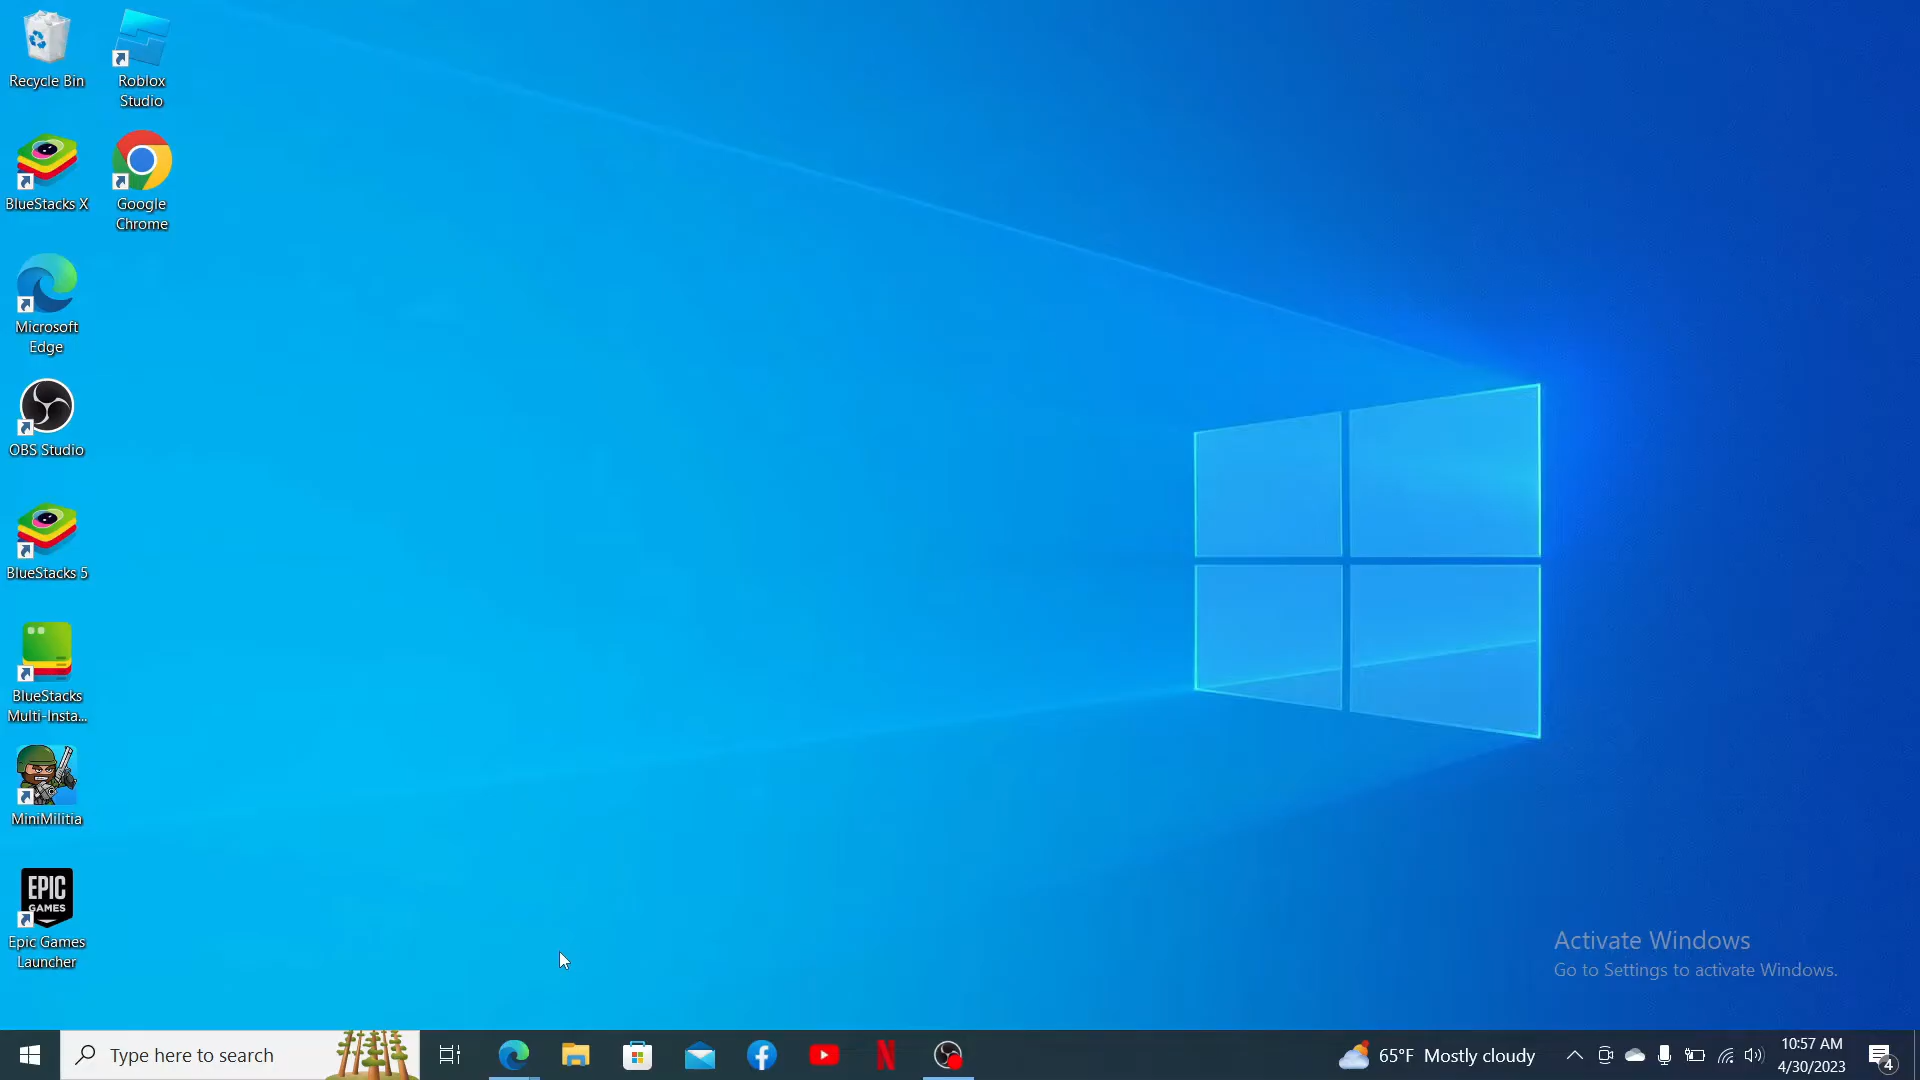 Recycle Bin
Roblox
Studio
BlueStacks X
Google
Chrome
Microsoft
Edge
OBS Studio
BlueStacks 5
BlueStacks
Multi-Insta...
MiniMilitia
EPIC
GAMES
Epic Games
Launcher
Activate Windows
Go to Settings to activate Windows.
Type here to search
65°F Mostly cloudy
10:57 AM
4/30/2023
4